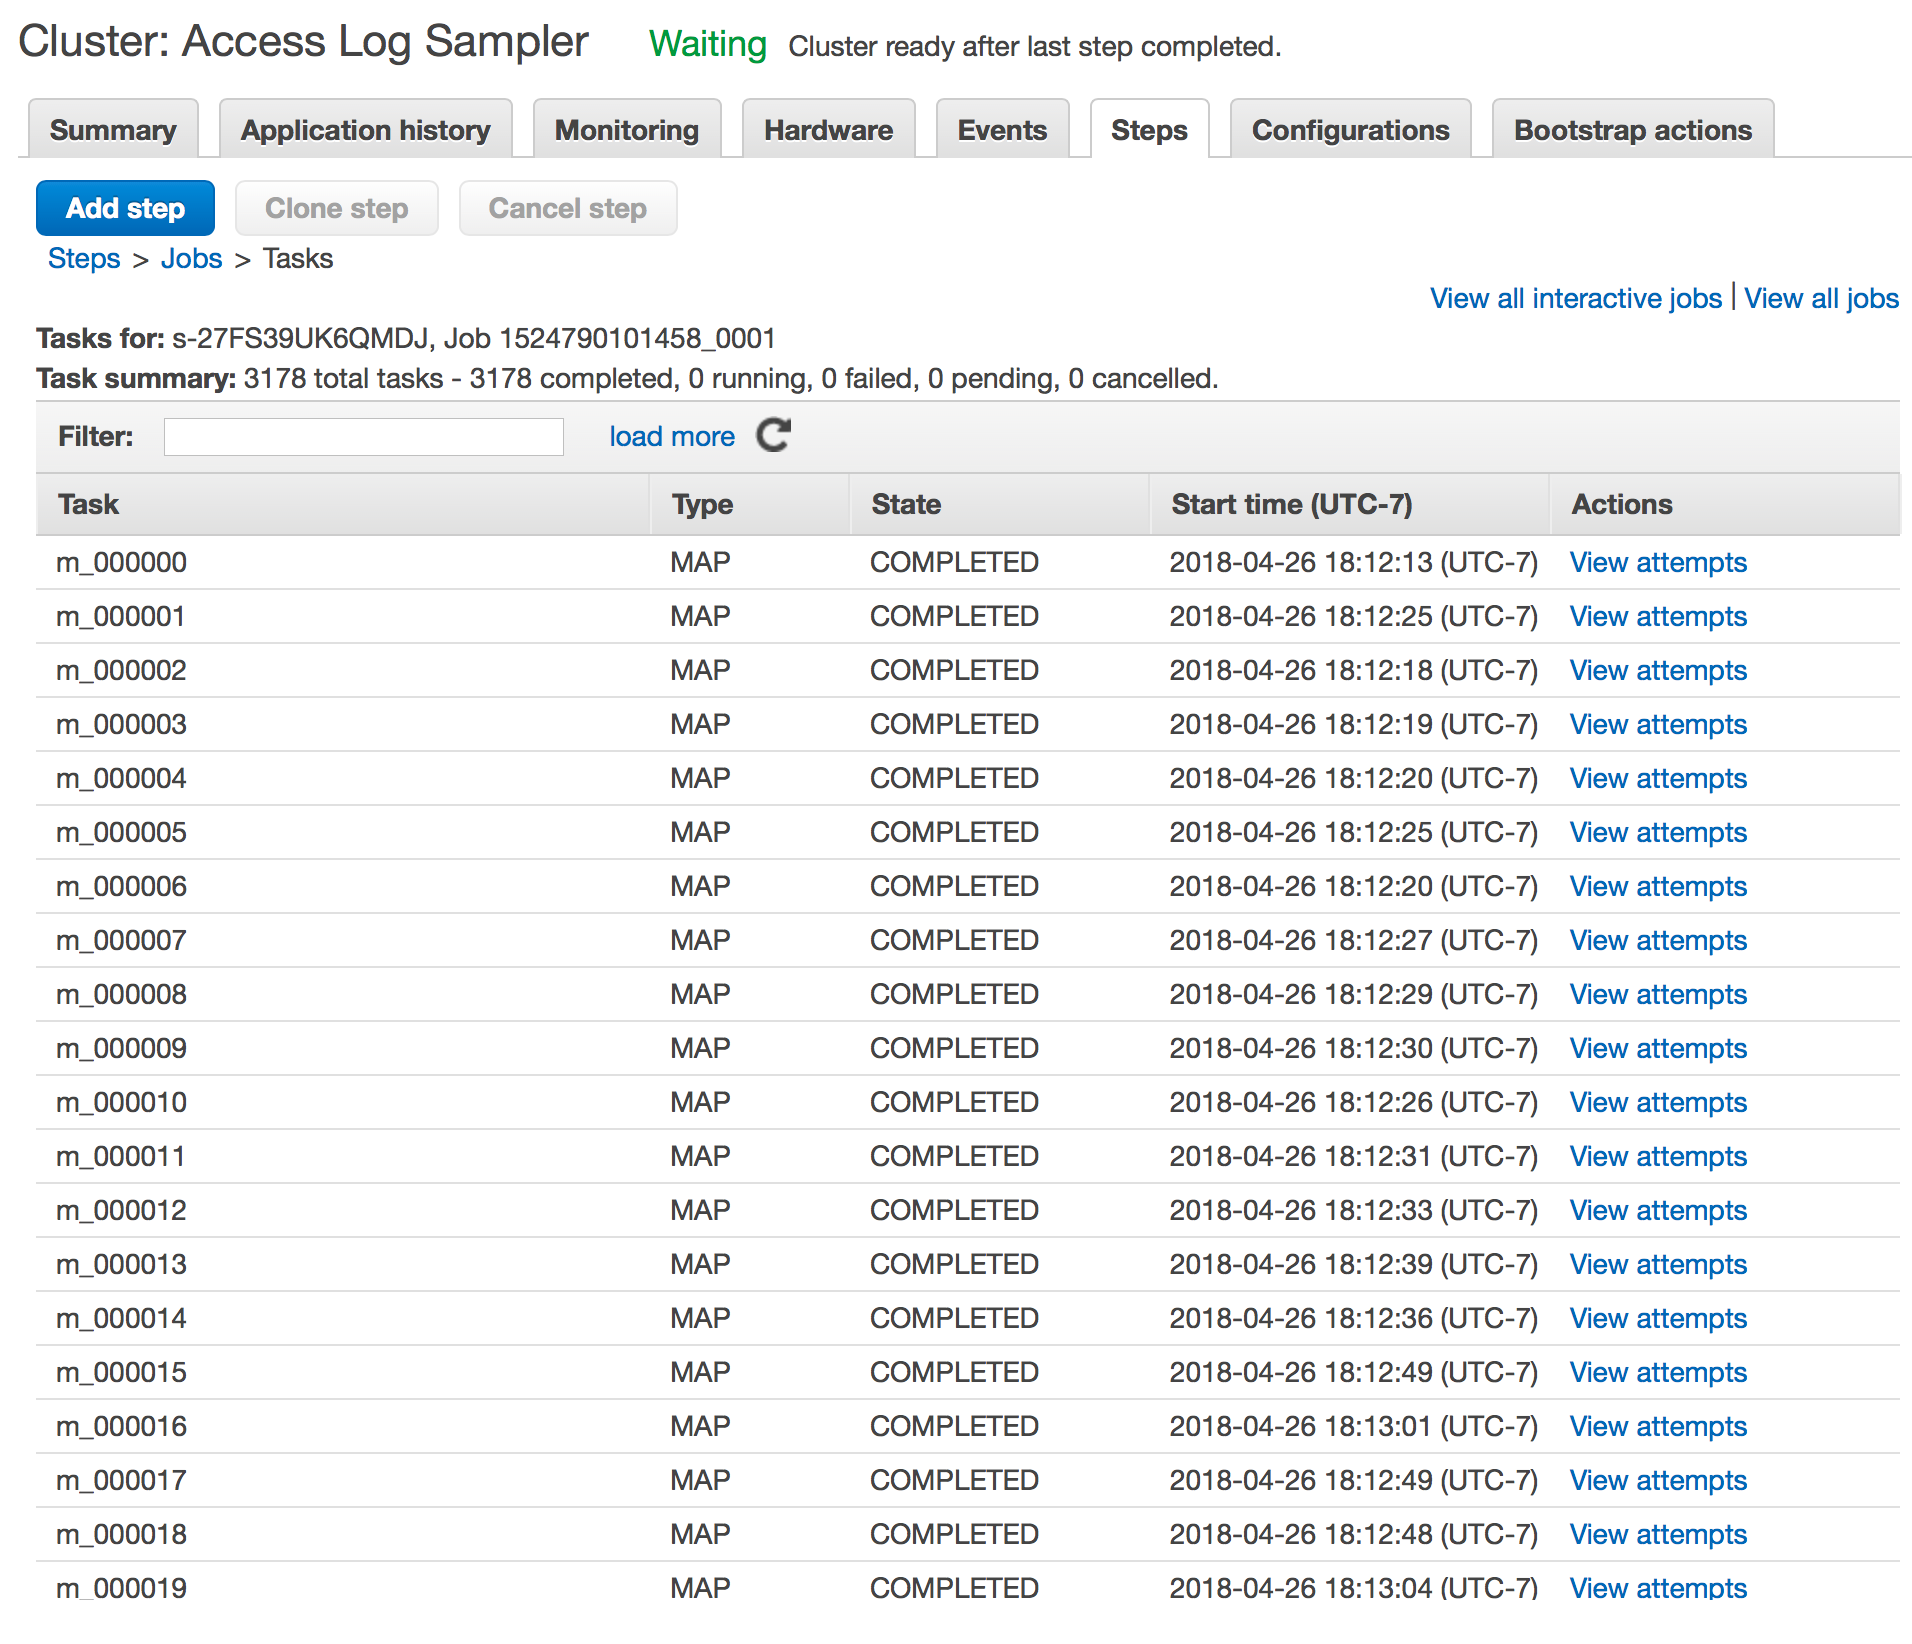 Cluster: Access Log Sampler Waiting Cluster ready after last step completed.
Summary Application history Monitoring Hardware Events Steps Configurations Bootstrap actions
Add step Clone step Cancel step
Steps > Jobs > Tasks
View all interactive jobs | View all jobs
Tasks for: s-27FS39UK6QMDJ, Job 1524790101458_0001
Task summary: 3178 total tasks - 3178 completed, 0 running, 0 failed, 0 pending, 0 cancelled.
Filter: load more
Task Type State Start time (UTC-7) Actions
m_000000 MAP COMPLETED 2018-04-26 18:12:13 (UTC-7) View attempts
m_000001 MAP COMPLETED 2018-04-26 18:12:25 (UTC-7) View attempts
m_000002 MAP COMPLETED 2018-04-26 18:12:18 (UTC-7) View attempts
m_000003 MAP COMPLETED 2018-04-26 18:12:19 (UTC-7) View attempts
m_000004 MAP COMPLETED 2018-04-26 18:12:20 (UTC-7) View attempts
m_000005 MAP COMPLETED 2018-04-26 18:12:25 (UTC-7) View attempts
m_000006 MAP COMPLETED 2018-04-26 18:12:20 (UTC-7) View attempts
m_000007 MAP COMPLETED 2018-04-26 18:12:27 (UTC-7) View attempts
m_000008 MAP COMPLETED 2018-04-26 18:12:29 (UTC-7) View attempts
m_000009 MAP COMPLETED 2018-04-26 18:12:30 (UTC-7) View attempts
m_000010 MAP COMPLETED 2018-04-26 18:12:26 (UTC-7) View attempts
m_000011 MAP COMPLETED 2018-04-26 18:12:31 (UTC-7) View attempts
m_000012 MAP COMPLETED 2018-04-26 18:12:33 (UTC-7) View attempts
m_000013 MAP COMPLETED 2018-04-26 18:12:39 (UTC-7) View attempts
m_000014 MAP COMPLETED 2018-04-26 18:12:36 (UTC-7) View attempts
m_000015 MAP COMPLETED 2018-04-26 18:12:49 (UTC-7) View attempts
m_000016 MAP COMPLETED 2018-04-26 18:13:01 (UTC-7) View attempts
m_000017 MAP COMPLETED 2018-04-26 18:12:49 (UTC-7) View attempts
m_000018 MAP COMPLETED 2018-04-26 18:12:48 (UTC-7) View attempts
m_000019 MAP COMPLETED 2018-04-26 18:13:04 (UTC-7) View attempts